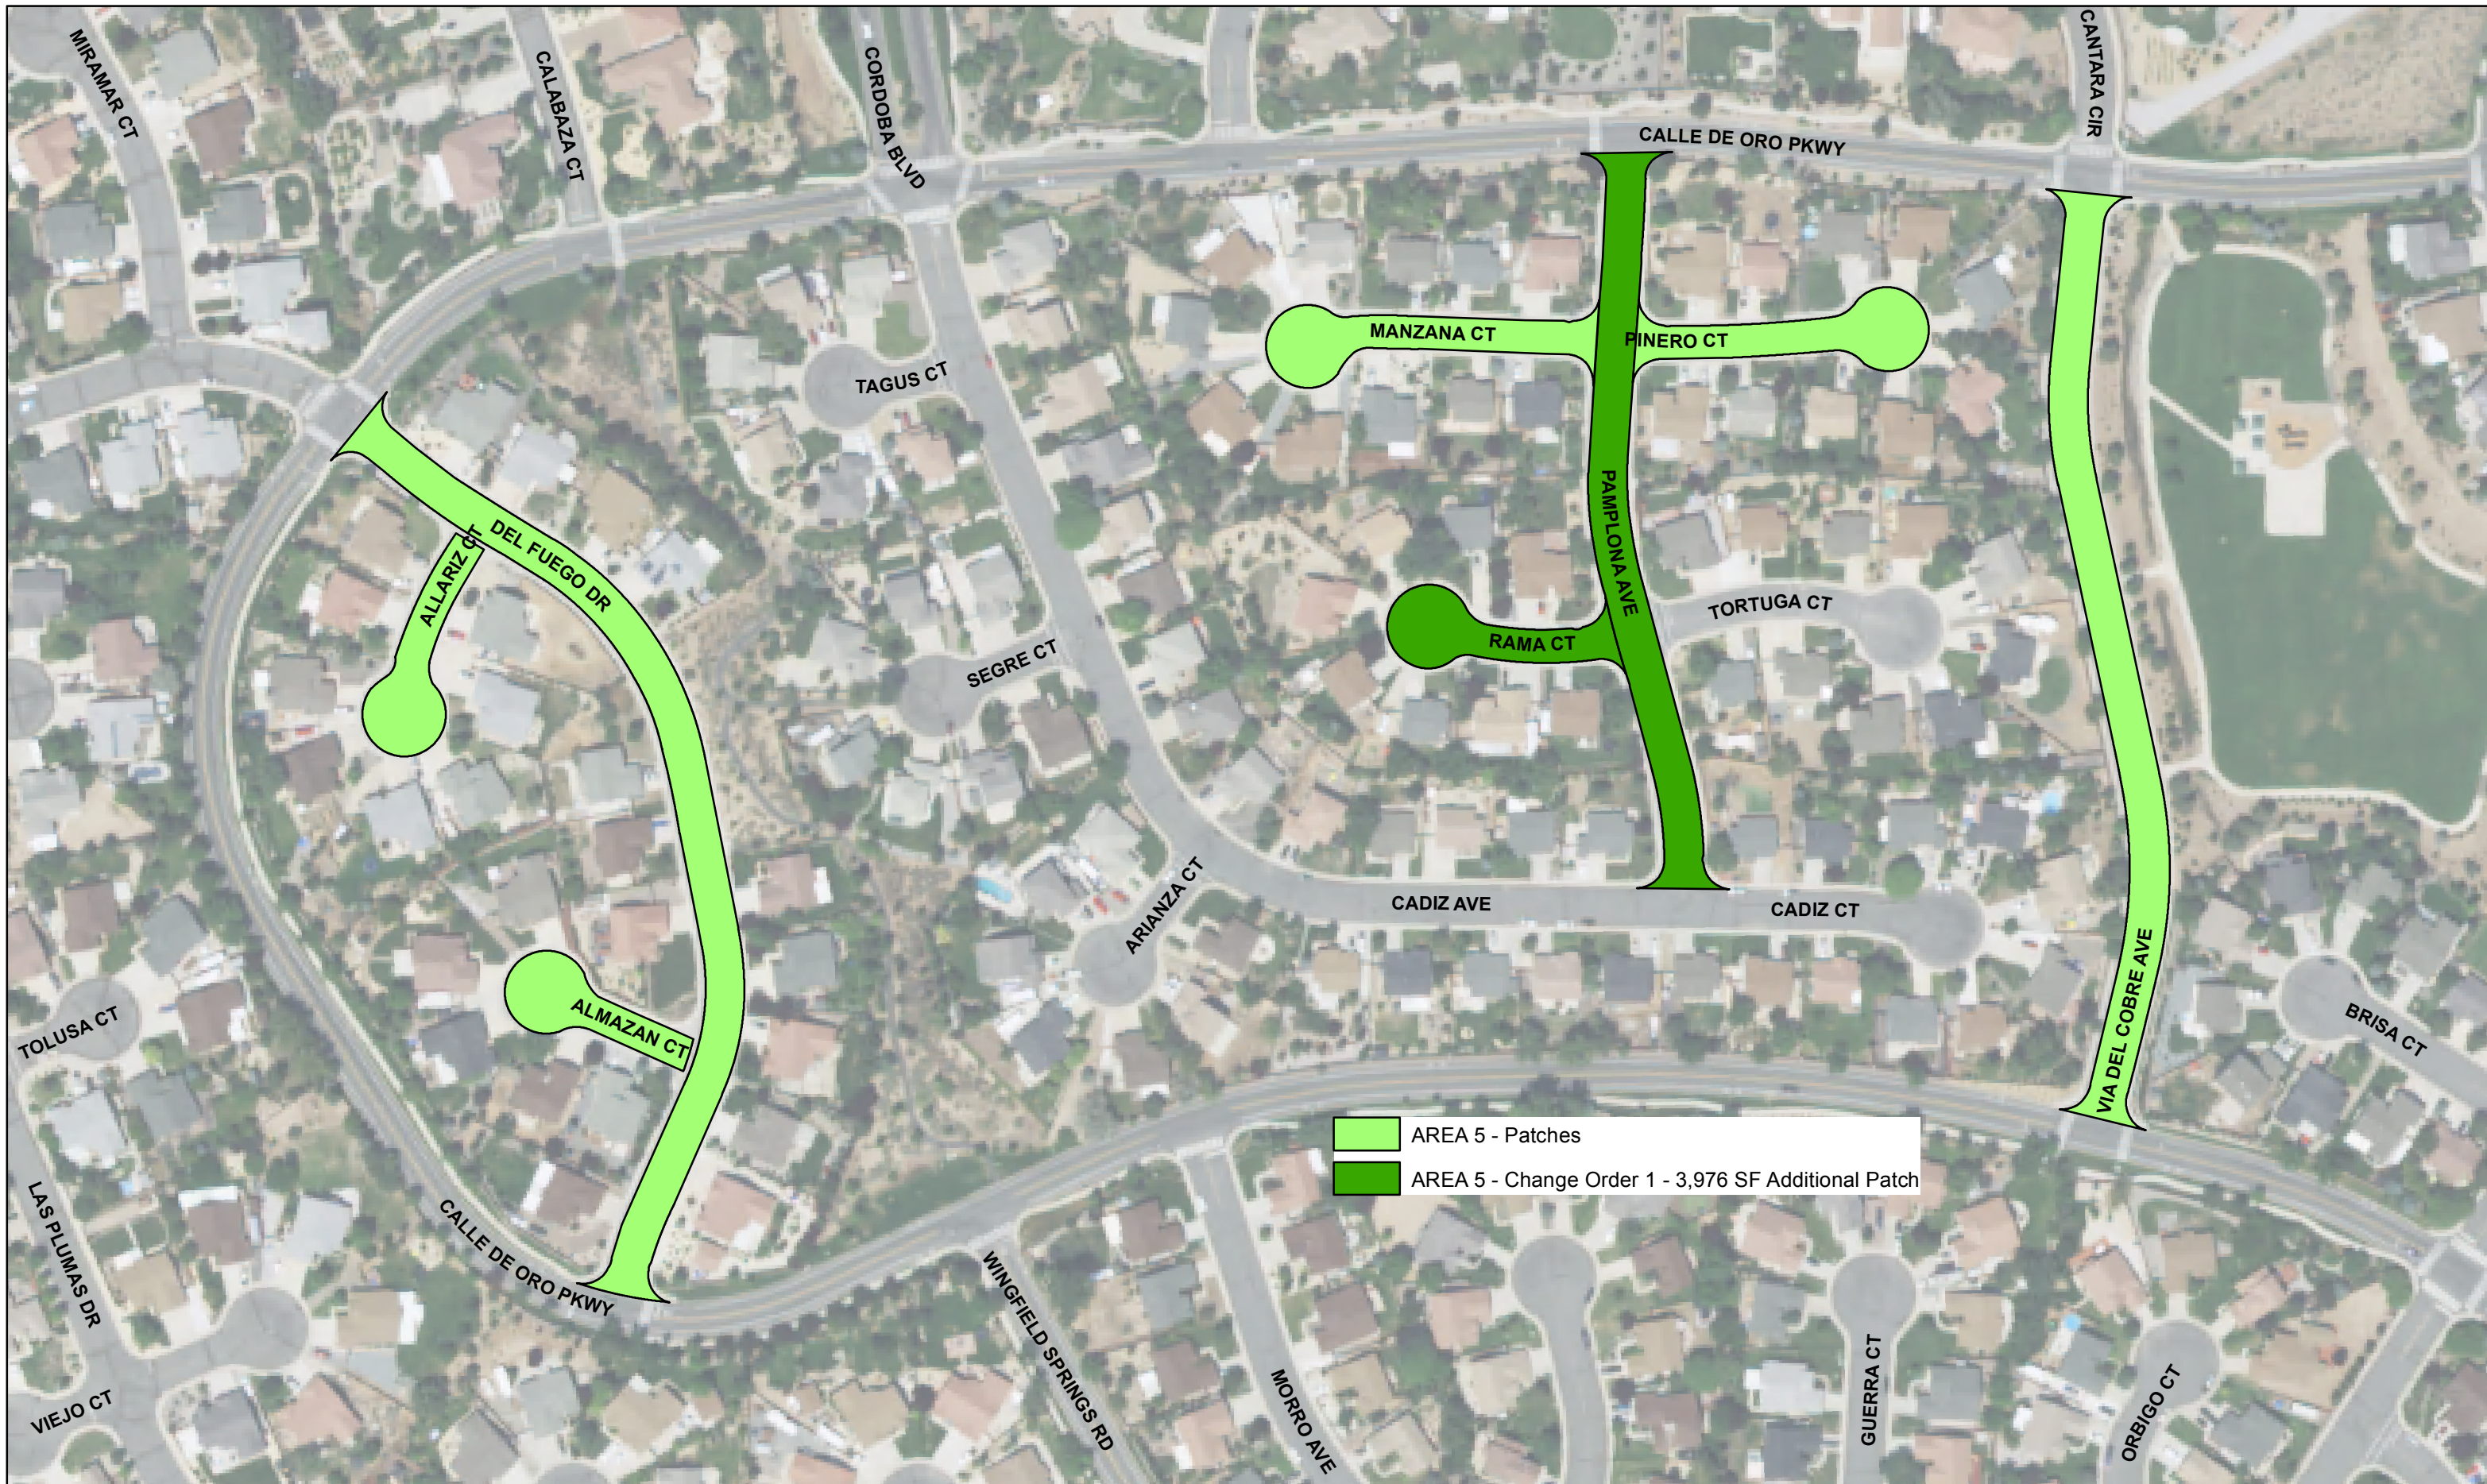 MIRAMAR CT
CALABAZA CT
CORDOBA BLVD
CANTARA CIR
CALLE DE ORO PKWY
MANZANA CT
PINERO CT
TAGUS CT
PAMPLONA AVE
DEL FUEGO DR
ALLARIZ CT
TORTUGA CT
RAMA CT
SEGRE CT
ARIANZA CT
CADIZ AVE
CADIZ CT
VIA DEL COBRE AVE
BRISA CT
ALMAZAN CT
TOLUSA CT
AREA 5 - Patches
AREA 5 - Change Order 1 - 3,976 SF Additional Patch
LAS PLUMAS DR
CALLE DE ORO PKWY
WINGFIELD SPRINGS RD
MORRO AVE
GUERRA CT
ORBIGO CT
VIEJO CT